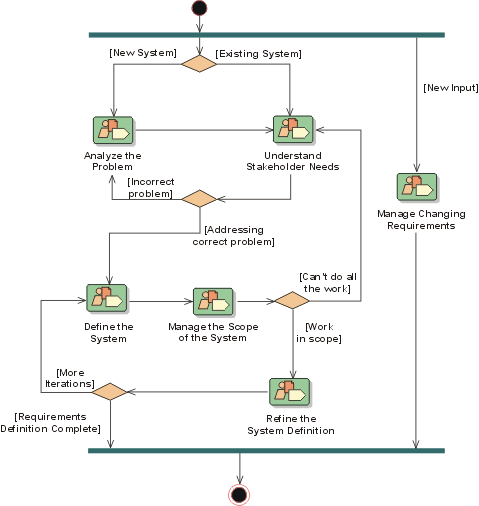 [New System]
[Existing System]
[New Input]
Analyze the
Problem
Understand
Stakeholder Needs
[Incorrect
problem]
Manage Changing
Requirements
[Addressing
correct problem]
[Can't do all
the work]
Define the
System
Manage the Scope
of the System
[Work
in scope]
[More
Iterations]
[Requirements
Definition Complete]
Refine the
System Definition